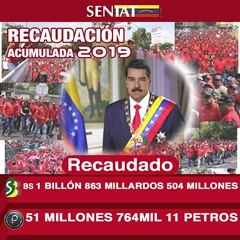 SENIAT
RECAUDACIÓN
ACUMULADA 2019
Recaudado
BS 1 BILLÓN 863 MILLARDOS 504 MILLONES
51 MILLONES 764MIL 11 PETROS